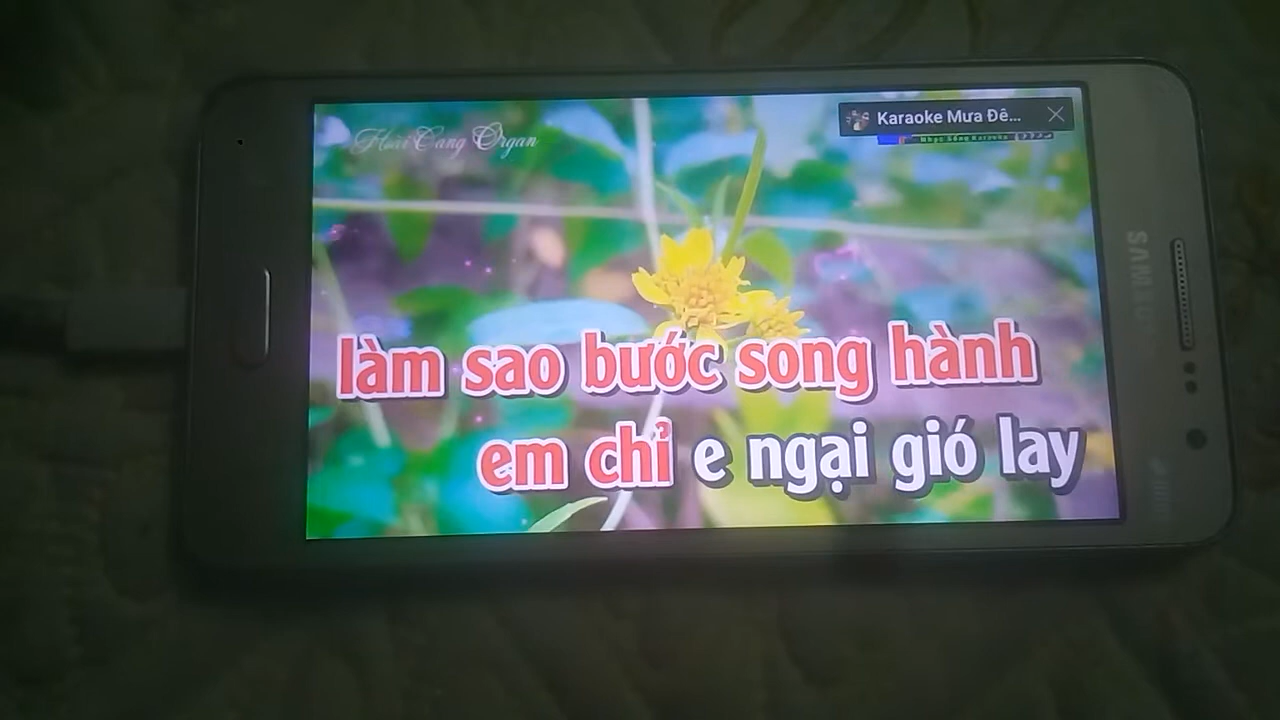 Karaoke Mưa Đê...
Hoài Cang Organ
Nhạc Sống Karaoke
làm sao bước song hành
em chỉ e ngại gió lay
SAMSUNG